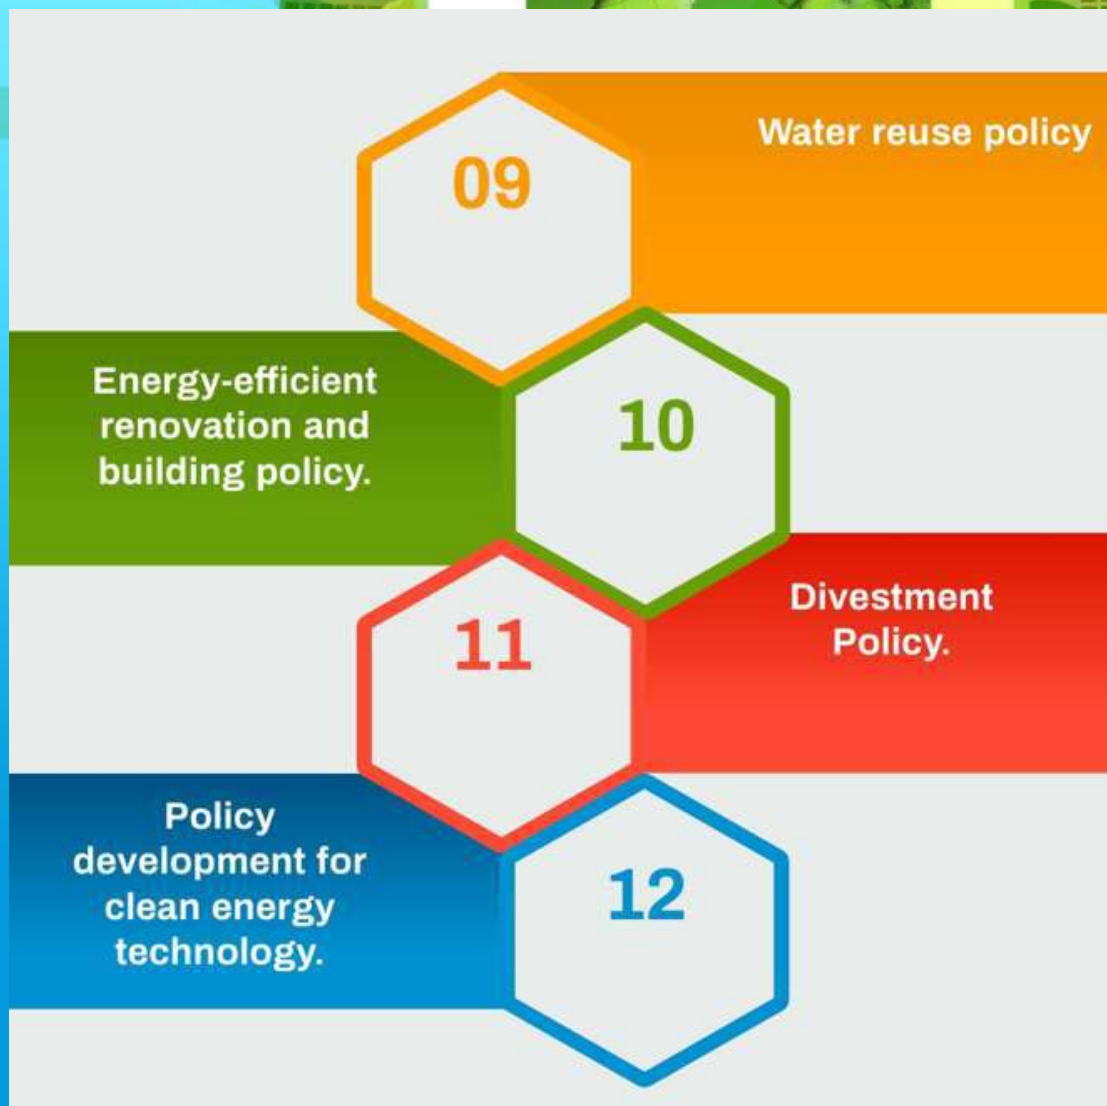 09
Water reuse policy
10
Energy-efficient
renovation and
building policy.
11
Divestment
Policy.
12
Policy
development for
clean energy
technology.